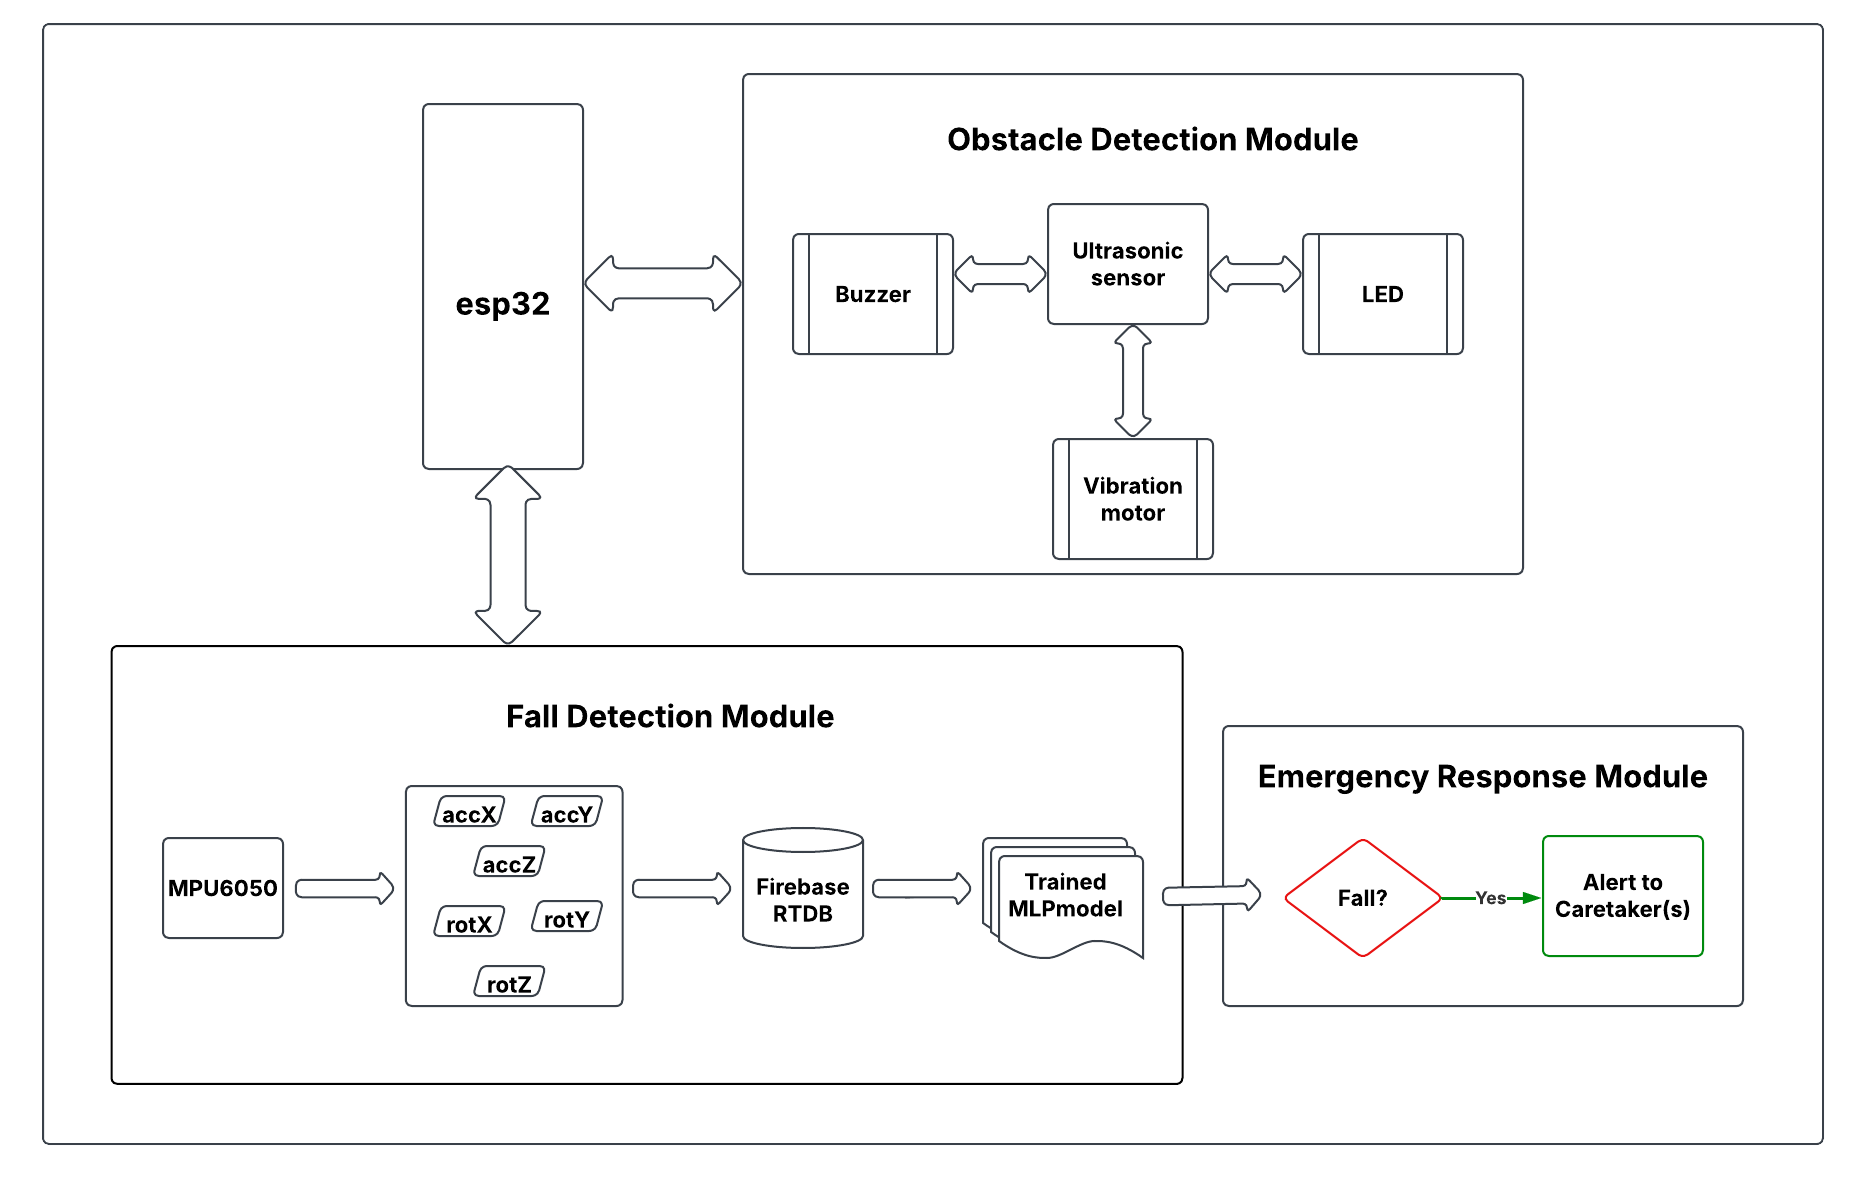 Obstacle Detection Module
esp32
Buzzer
Ultrasonic
sensor
LED
Vibration
motor
Fall Detection Module
MPU6050
accX
accY
accZ
rotX
rotY
rotZ
Firebase
RTDB
Trained
MLPmodel
Emergency Response Module
Fall?
Yes
Alert to
Caretaker(s)